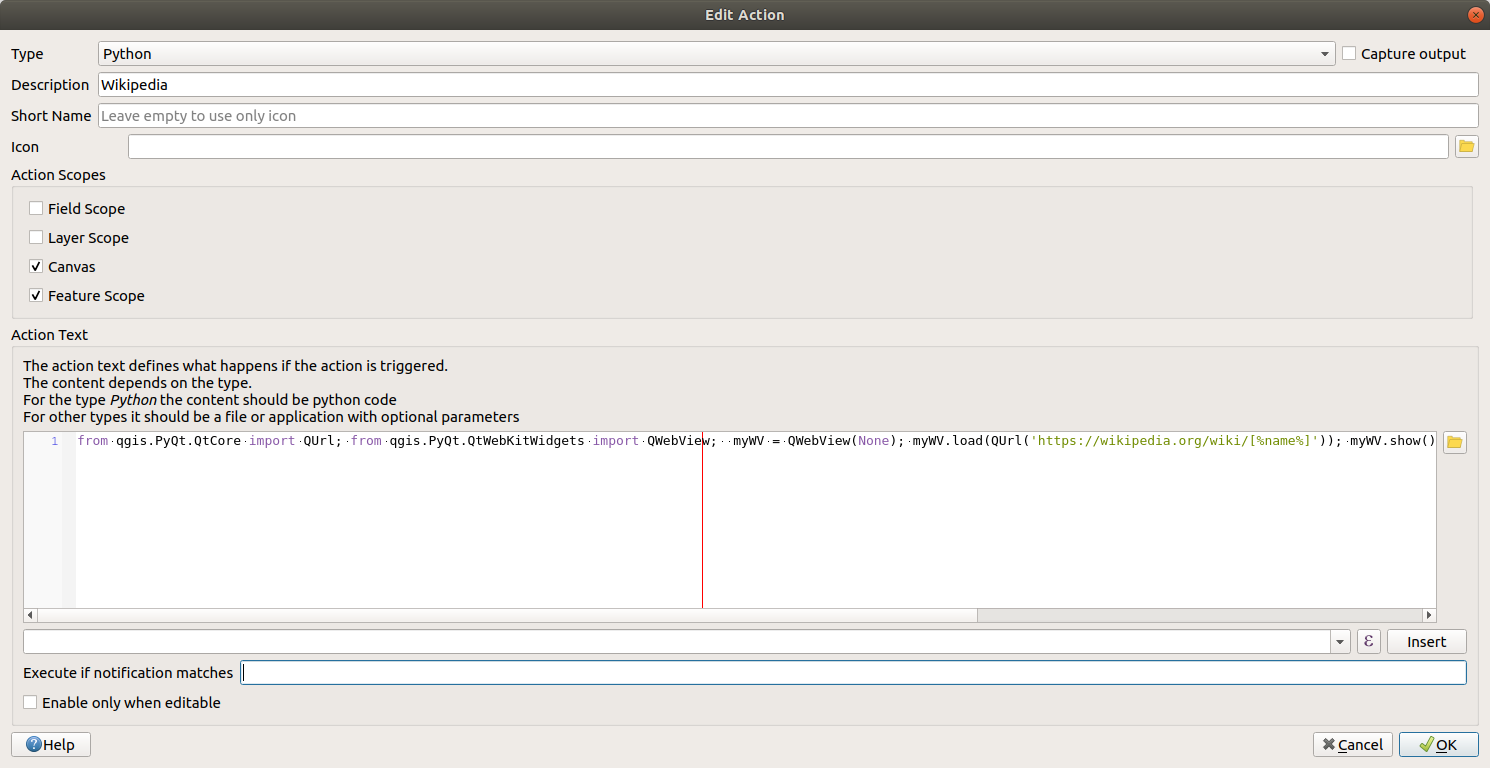 Edit Action
Type Python Capture output
Description Wikipedia
Short Name Leave empty to use only icon
Icon
Action Scopes
Field Scope
Layer Scope
Canvas
Feature Scope
Action Text
The action text defines what happens if the action is triggered.
The content depends on the type.
For the type Python the content should be python code
For other types it should be a file or application with optional parameters
1 from qgis.PyQt.QtCore import QUrl; from qgis.PyQt.QtWebKitWidgets import QWebView;  myWV = QWebView(None); myWV.load(QUrl('https://wikipedia.org/wiki/[%name%]')); myWV.show()
ε Insert
Execute if notification matches
Enable only when editable
Help Cancel OK